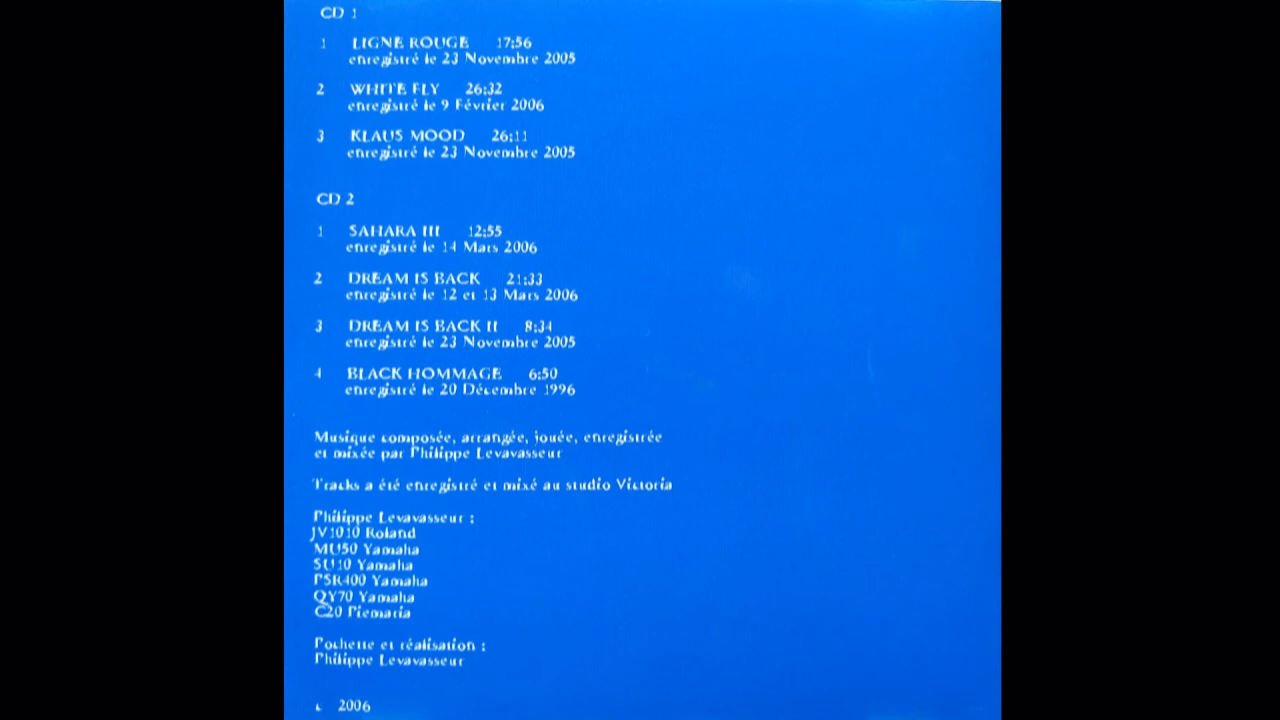 CD 1
1 LIGNE ROUGE 17:56
enregistré le 23 Novembre 2005
2 WHITE FLY 26:32
enregistré le 9 Février 2006
3 KLAUS MOOD 26:11
enregistré le 23 Novembre 2005
CD 2
1 SAHARA III 12:55
enregistré le 14 Mars 2006
2 DREAM IS BACK 21:33
enregistré le 12 et 13 Mars 2006
3 DREAM IS BACK II 8:34
enregistré le 23 Novembre 2005
4 BLACK HOMMAGE 6:50
enregistré le 20 Décembre 1996
Musique composée, arrangée, jouée, enregistrée
et mixée par Philippe Levavasseur
Tracks a été enregistré et mixé au studio Victoria
Philippe Levavasseur :
JV1010 Roland
MU50 Yamaha
SU10 Yamaha
PSR400 Yamaha
QY70 Yamaha
C20 Piemaria
Pochette et réalisation :
Philippe Levavasseur
c 2006